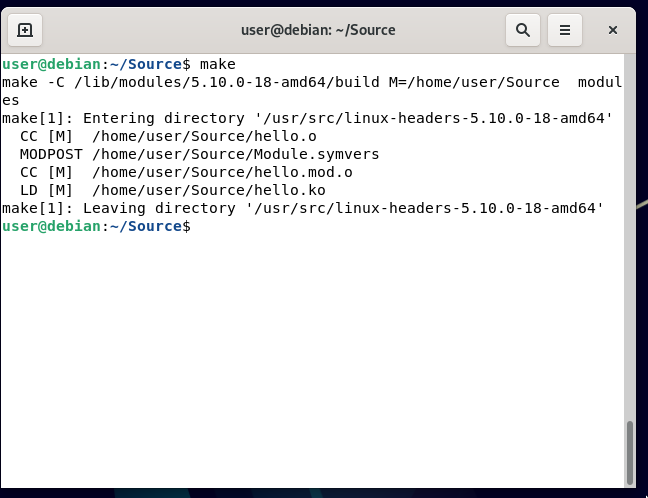 user@debian: ~/Source
user@debian:~/Source$ make
make -C /lib/modules/5.10.0-18-amd64/build M=/home/user/Source  modul
es
make[1]: Entering directory '/usr/src/linux-headers-5.10.0-18-amd64'
  CC [M]  /home/user/Source/hello.o
  MODPOST /home/user/Source/Module.symvers
  CC [M]  /home/user/Source/hello.mod.o
  LD [M]  /home/user/Source/hello.ko
make[1]: Leaving directory '/usr/src/linux-headers-5.10.0-18-amd64'
user@debian:~/Source$